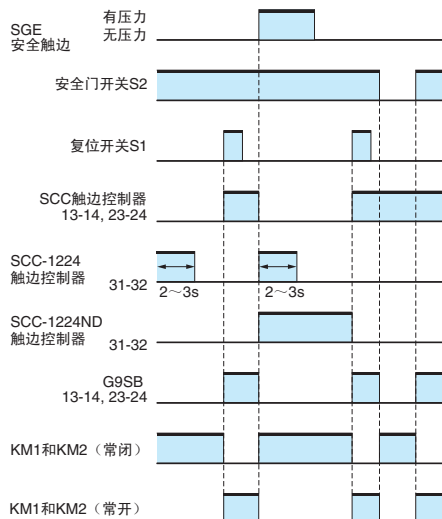 有压力
SGE
无压力
安全触边
安全门开关S2
复位开关S1
SCC触边控制器
13-14, 23-24
SCC-1224
触边控制器
31-32
2～3s
2～3s
SCC-1224ND
触边控制器
31-32
G9SB
13-14, 23-24
KM1和KM2（常闭）
KM1和KM2（常开）